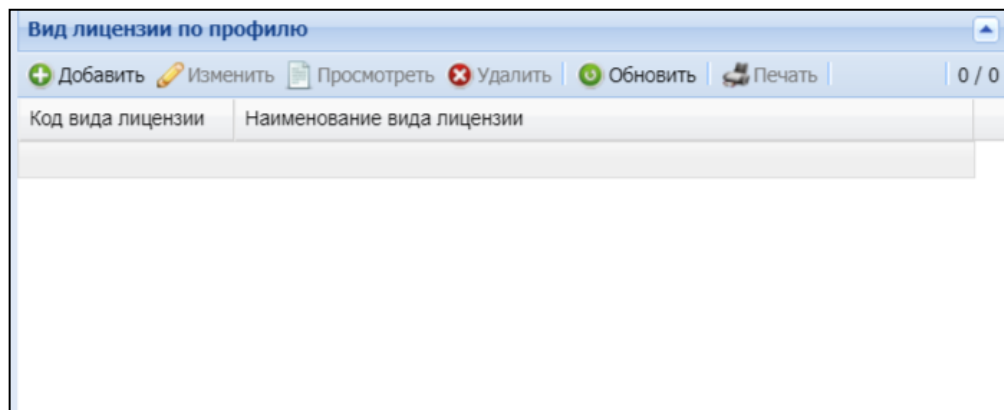 Вид лицензии по профилю
Добавить Изменить Просмотреть Удалить Обновить Печать 0 / 0
Код вида лицензии Наименование вида лицензии